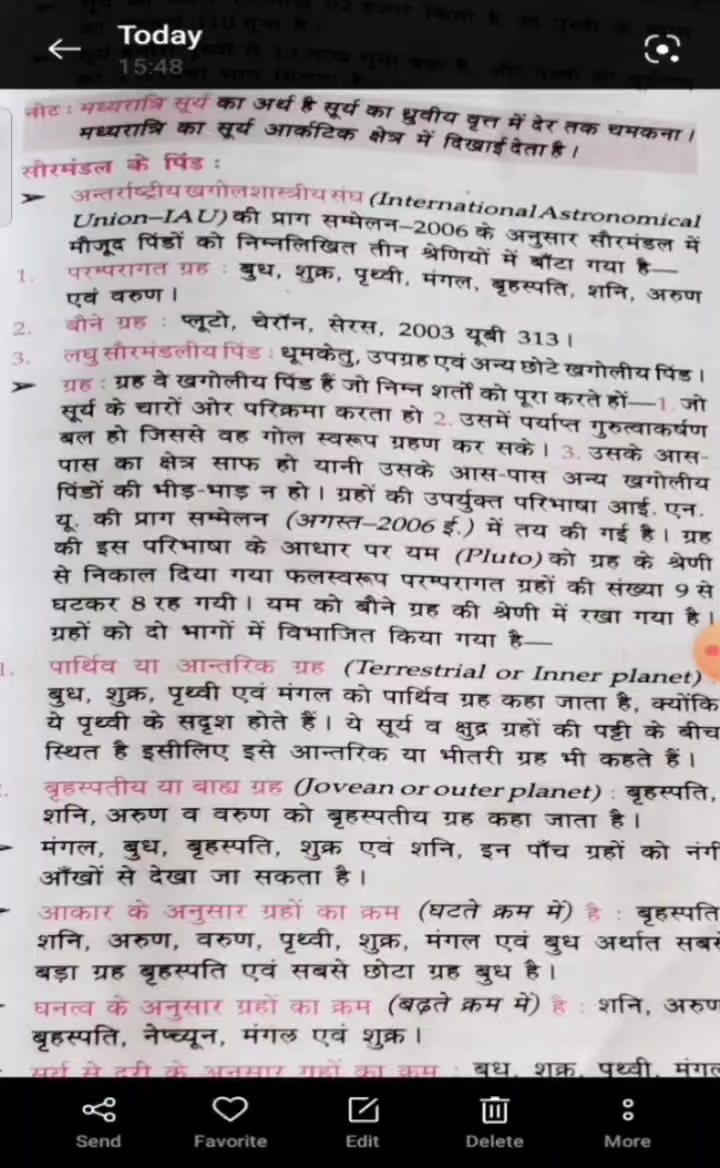 Today
15:48
नोट : मध्यरात्रि सूर्य का अर्थ है सूर्य का ध्रुवीय वृत्त में देर तक चमकना।
मध्यरात्रि का सूर्य आर्कटिक क्षेत्र में दिखाई देता है।
सौरमंडल के पिंड :
➤ अन्तर्राष्ट्रीय खगोलशास्त्रीय संघ (International Astronomical
Union–IAU) की प्राग सम्मेलन–2006 के अनुसार सौरमंडल में
मौजूद पिंडों को निम्नलिखित तीन श्रेणियों में बाँटा गया है—
1. परम्परागत ग्रह : बुध, शुक्र, पृथ्वी, मंगल, बृहस्पति, शनि, अरुण
एवं वरुण।
2. बौने ग्रह : प्लूटो, चेरॉन, सेरस, 2003 यूबी 313।
3. लघु सौरमंडलीय पिंड : धूमकेतु, उपग्रह एवं अन्य छोटे खगोलीय पिंड।
➤ ग्रह : ग्रह वे खगोलीय पिंड हैं जो निम्न शर्तों को पूरा करते हों—1. जो
सूर्य के चारों ओर परिक्रमा करता हो 2. उसमें पर्याप्त गुरुत्वाकर्षण
बल हो जिससे वह गोल स्वरूप ग्रहण कर सके। 3. उसके आस-
पास का क्षेत्र साफ हो यानी उसके आस-पास अन्य खगोलीय
पिंडों की भीड़-भाड़ न हो। ग्रहों की उपर्युक्त परिभाषा आई. एन.
यू. की प्राग सम्मेलन (अगस्त–2006 ई.) में तय की गई है। ग्रह
की इस परिभाषा के आधार पर यम (Pluto) को ग्रह के श्रेणी
से निकाल दिया गया फलस्वरूप परम्परागत ग्रहों की संख्या 9 से
घटकर 8 रह गयी। यम को बौने ग्रह की श्रेणी में रखा गया है।
ग्रहों को दो भागों में विभाजित किया गया है—
1. पार्थिव या आन्तरिक ग्रह (Terrestrial or Inner planet) :
बुध, शुक्र, पृथ्वी एवं मंगल को पार्थिव ग्रह कहा जाता है, क्योंकि
ये पृथ्वी के सदृश होते हैं। ये सूर्य व क्षुद्र ग्रहों की पट्टी के बीच
स्थित है इसीलिए इसे आन्तरिक या भीतरी ग्रह भी कहते हैं।
बृहस्पतीय या बाह्य ग्रह (Jovean or outer planet) : बृहस्पति,
शनि, अरुण व वरुण को बृहस्पतीय ग्रह कहा जाता है।
मंगल, बुध, बृहस्पति, शुक्र एवं शनि, इन पाँच ग्रहों को नंगी
आँखों से देखा जा सकता है।
आकार के अनुसार ग्रहों का क्रम (घटते क्रम में) है : बृहस्पति
शनि, अरुण, वरुण, पृथ्वी, शुक्र, मंगल एवं बुध अर्थात सबसे
बड़ा ग्रह बृहस्पति एवं सबसे छोटा ग्रह बुध है।
घनत्व के अनुसार ग्रहों का क्रम (बढ़ते क्रम में) है : शनि, अरुण
बृहस्पति, नेप्च्यून, मंगल एवं शुक्र।
सूर्य से दूरी के अनुसार ग्रहों का क्रम : बुध, शुक्र, पृथ्वी, मंगल
Send Favorite Edit Delete More